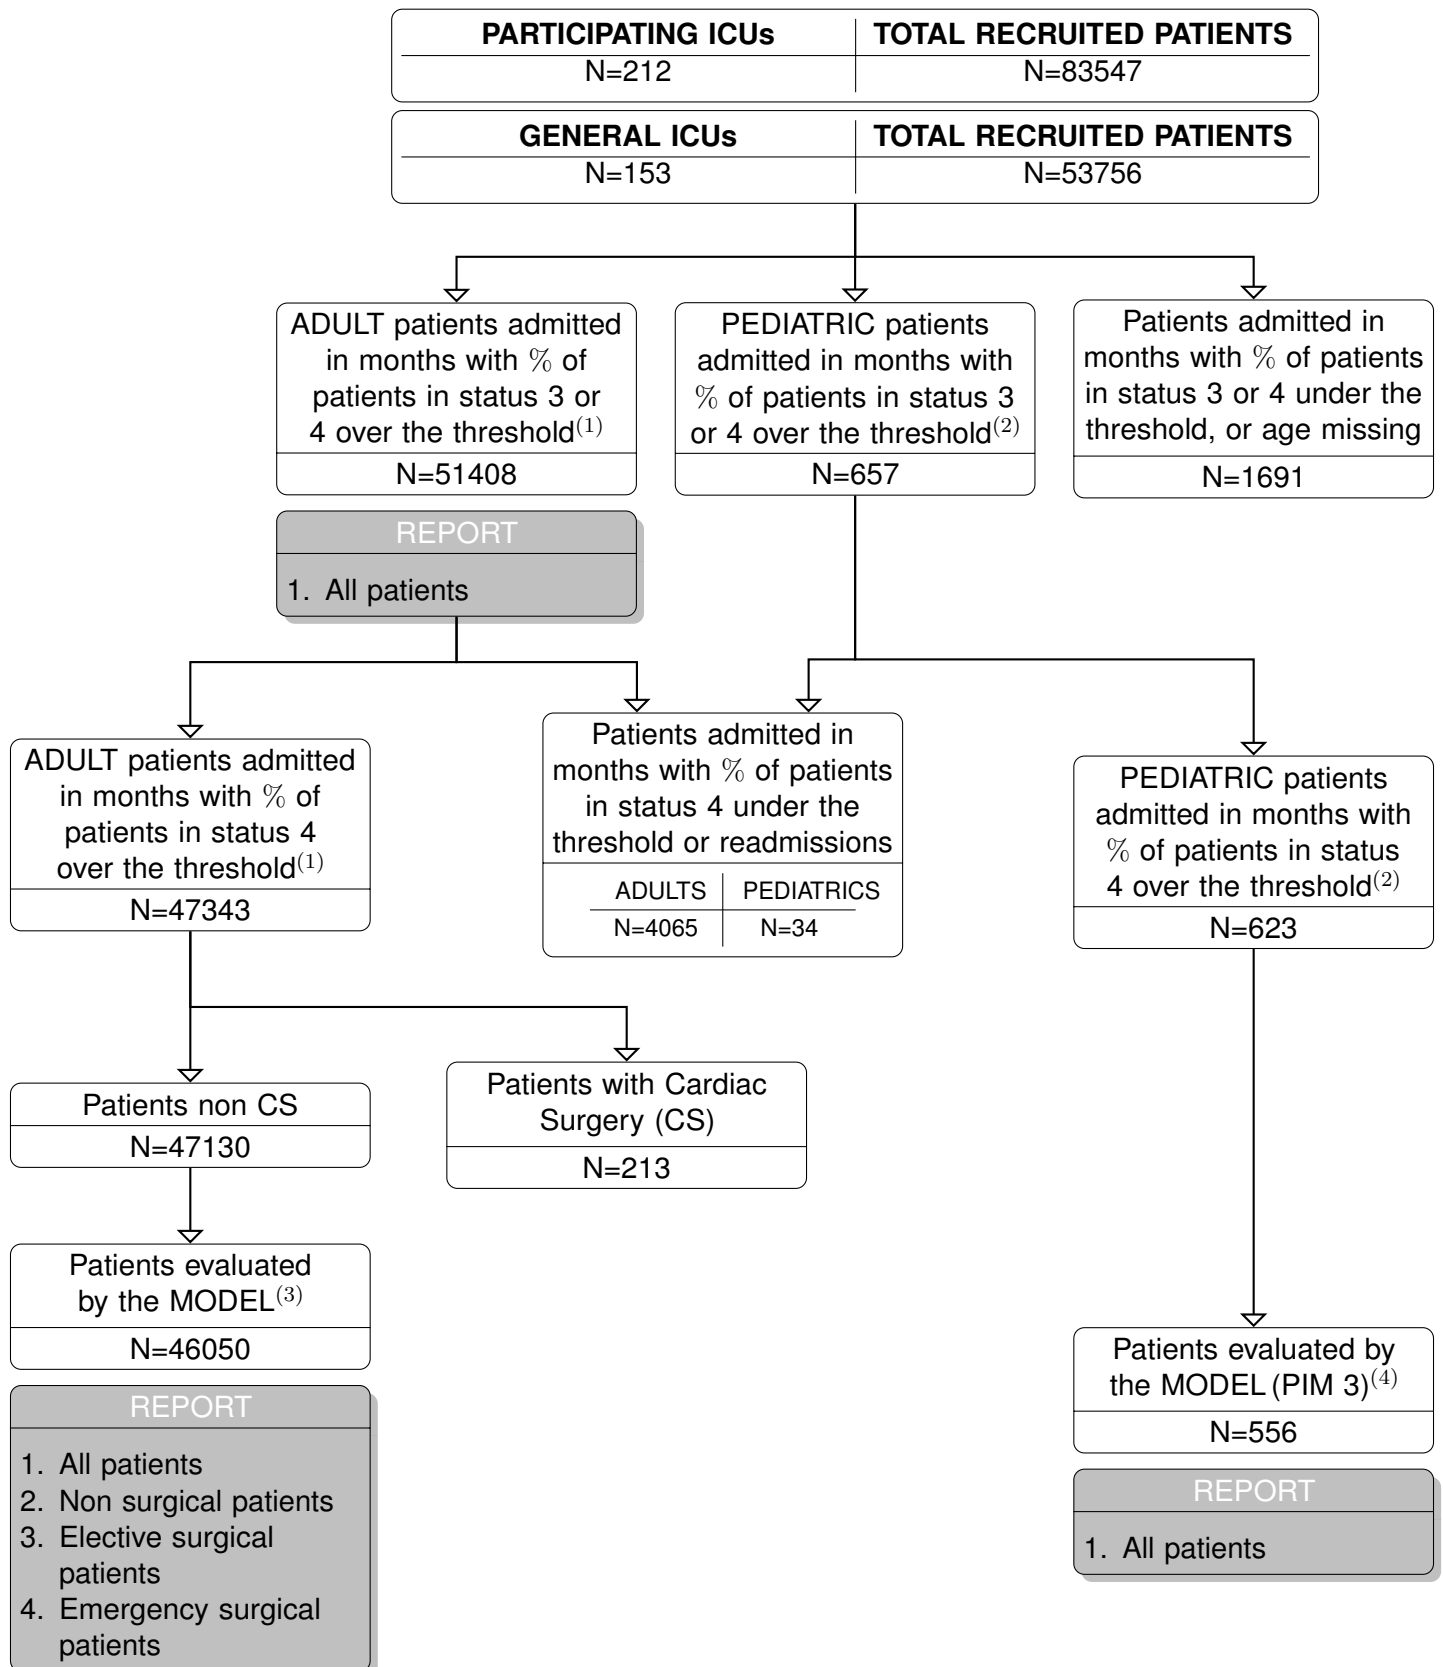 PARTICIPATING ICUs TOTAL RECRUITED PATIENTS
N=212 N=83547
GENERAL ICUs TOTAL RECRUITED PATIENTS
N=153 N=53756
ADULT patients admitted
in months with % of
patients in status 3 or
4 over the threshold(1)
N=51408
PEDIATRIC patients
admitted in months with
% of patients in status 3
or 4 over the threshold(2)
N=657
Patients admitted in
months with % of patients
in status 3 or 4 under the
threshold, or age missing
N=1691
REPORT
1. All patients
ADULT patients admitted
in months with % of
patients in status 4
over the threshold(1)
N=47343
Patients admitted in
months with % of patients
in status 4 under the
threshold or readmissions
ADULTS PEDIATRICS
N=4065 N=34
PEDIATRIC patients
admitted in months with
% of patients in status
4 over the threshold(2)
N=623
Patients non CS
N=47130
Patients with Cardiac
Surgery (CS)
N=213
Patients evaluated
by the MODEL(3)
N=46050
REPORT
1. All patients
2. Non surgical patients
3. Elective surgical
patients
4. Emergency surgical
patients
Patients evaluated by
the MODEL (PIM 3)(4)
N=556
REPORT
1. All patients